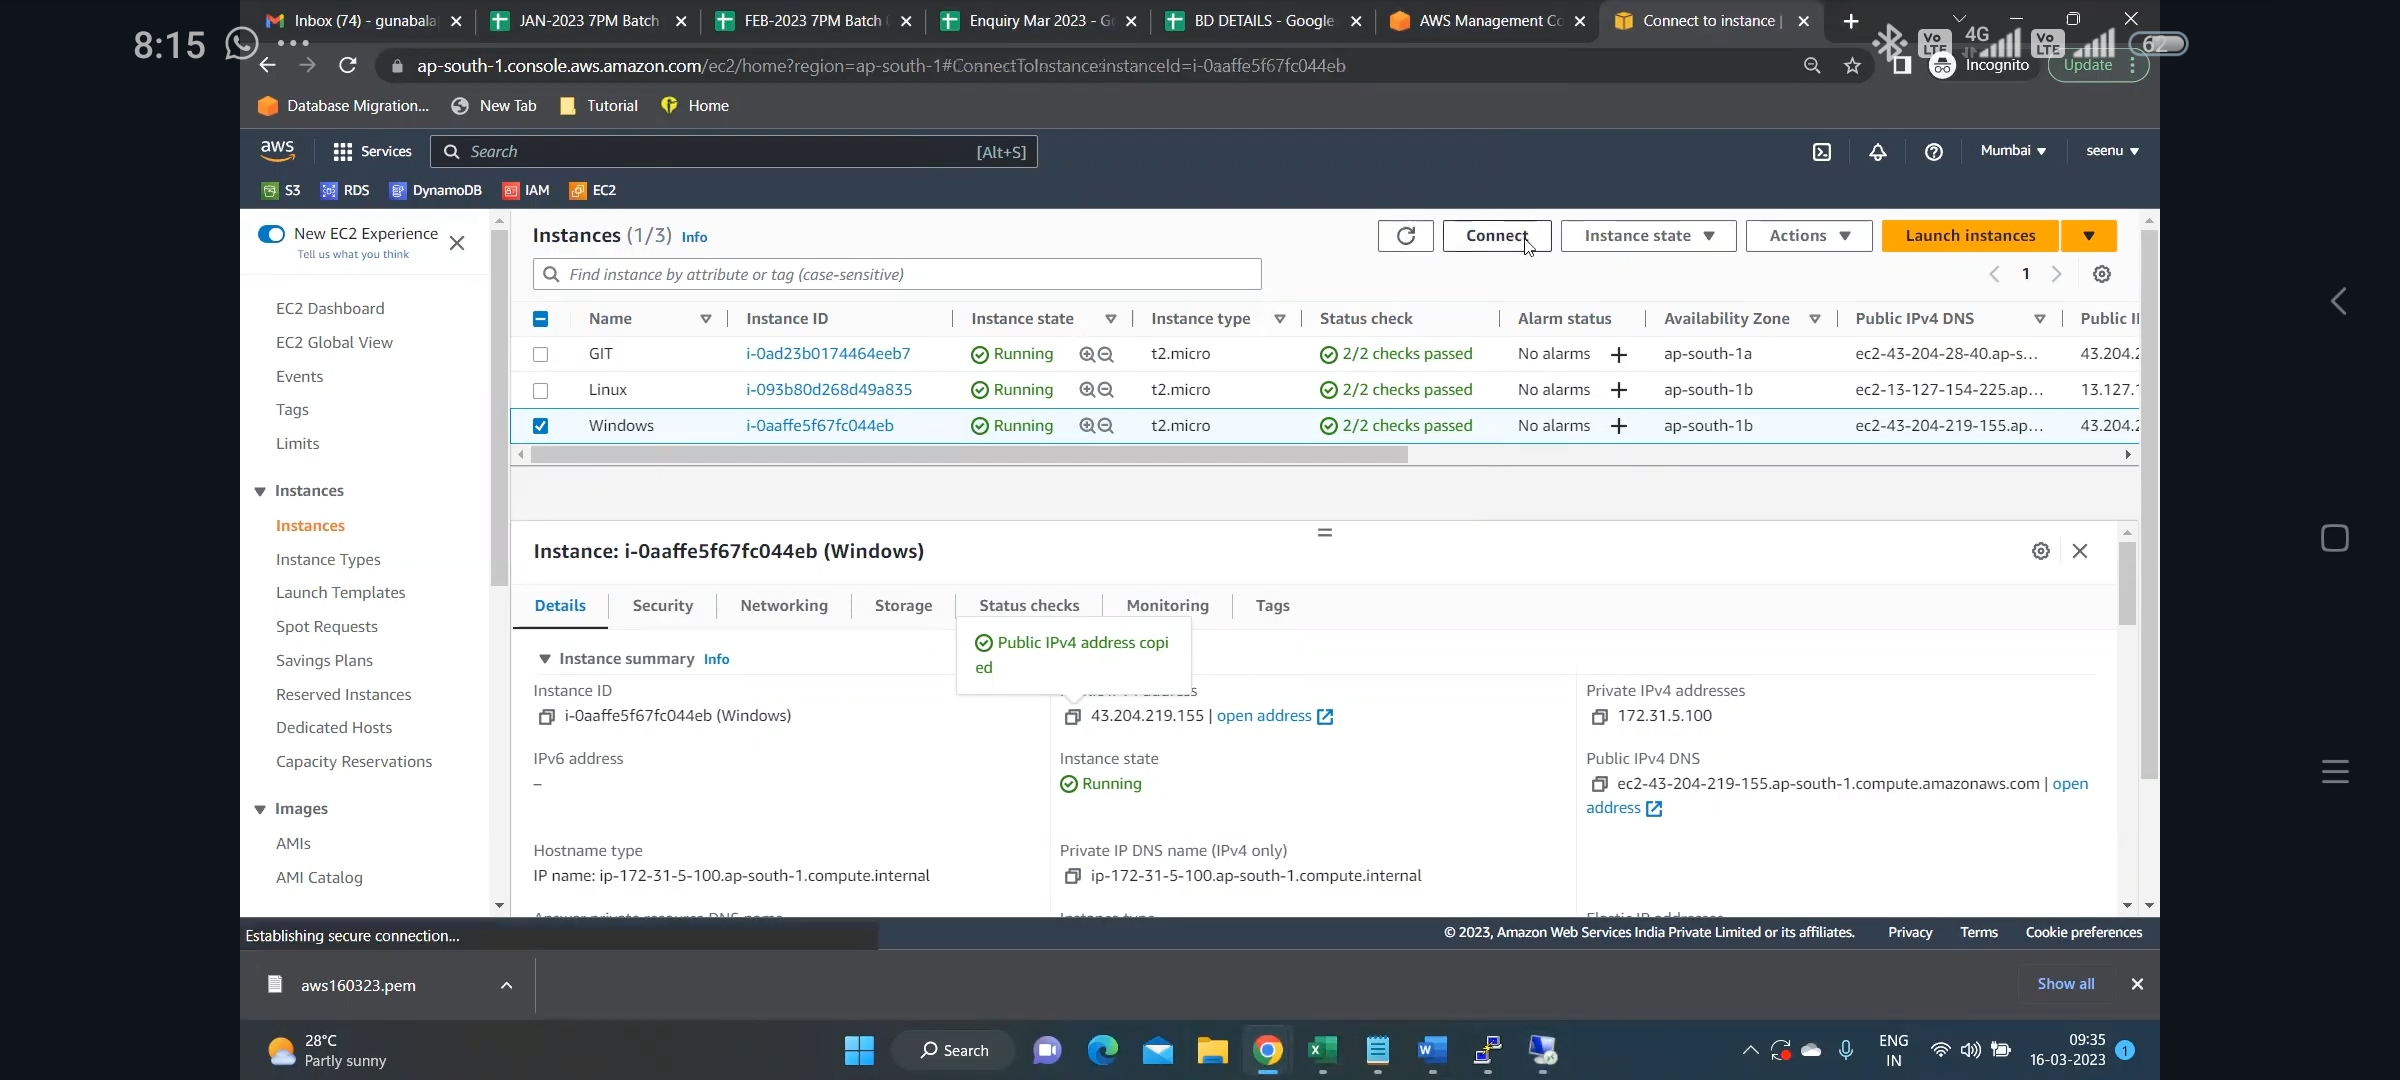 8:15
Inbox (74) - gunabala
JAN-2023 7PM Batch
FEB-2023 7PM Batch
Enquiry Mar 2023 - G
BD DETAILS - Google
AWS Management Co
Connect to instance |
Vo LTE
4G
Vo LTE
62
ap-south-1.console.aws.amazon.com/ec2/home?region=ap-south-1#ConnectToInstance:instanceId=i-0aaffe5f67fc044eb
Incognito
Update
Database Migration...
New Tab
Tutorial
Home
aws
Services
Search
[Alt+S]
Mumbai
seenu
S3
RDS
DynamoDB
IAM
EC2
New EC2 Experience
Tell us what you think
EC2 Dashboard
EC2 Global View
Events
Tags
Limits
Instances
Instances
Instance Types
Launch Templates
Spot Requests
Savings Plans
Reserved Instances
Dedicated Hosts
Capacity Reservations
Images
AMIs
AMI Catalog
Instances (1/3) Info
Connect
Instance state
Actions
Launch instances
Find instance by attribute or tag (case-sensitive)
1
Name Instance ID Instance state Instance type Status check Alarm status Availability Zone Public IPv4 DNS Public I
GIT i-0ad23b0174464eeb7 Running t2.micro 2/2 checks passed No alarms + ap-south-1a ec2-43-204-28-40.ap-s... 43.204.2
Linux i-093b80d268d49a835 Running t2.micro 2/2 checks passed No alarms + ap-south-1b ec2-13-127-154-225.ap... 13.127.
Windows i-0aaffe5f67fc044eb Running t2.micro 2/2 checks passed No alarms + ap-south-1b ec2-43-204-219-155.ap... 43.204.2
Instance: i-0aaffe5f67fc044eb (Windows)
Details Security Networking Storage Status checks Monitoring Tags
Public IPv4 address copi
ed
Instance summary Info
Instance ID
i-0aaffe5f67fc044eb (Windows)
43.204.219.155 | open address
Private IPv4 addresses
172.31.5.100
IPv6 address
–
Instance state
Running
Public IPv4 DNS
ec2-43-204-219-155.ap-south-1.compute.amazonaws.com | open
address
Hostname type
IP name: ip-172-31-5-100.ap-south-1.compute.internal
Private IP DNS name (IPv4 only)
ip-172-31-5-100.ap-south-1.compute.internal
Establishing secure connection...
© 2023, Amazon Web Services India Private Limited or its affiliates. Privacy Terms Cookie preferences
aws160323.pem
Show all
28°C
Partly sunny
Search
ENG
IN
09:35
16-03-2023
1